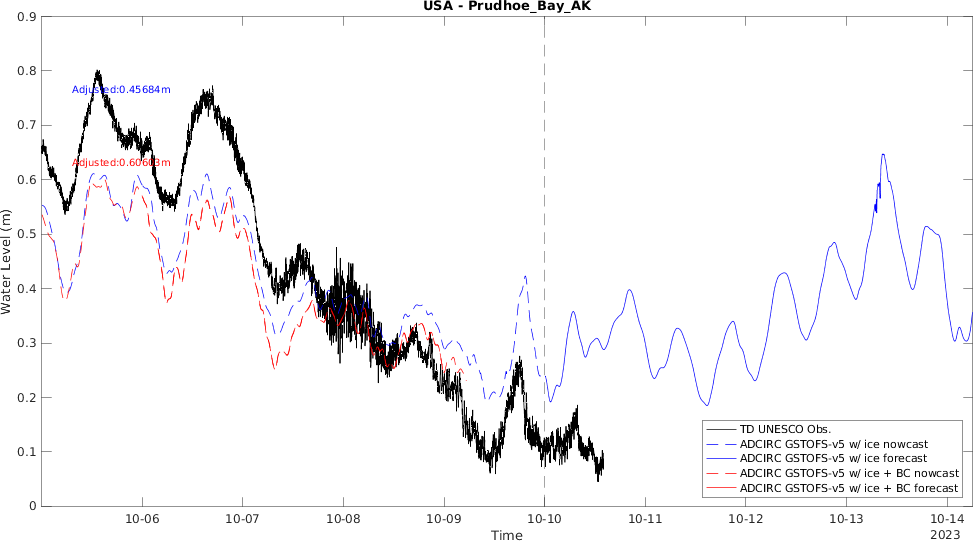 USA - Prudhoe_Bay_AK
0.9
0.8
0.7
0.6
0.5
0.4
0.3
0.2
0.1
0
Water Level (m)
Adjusted:0.45684m
Adjusted:0.60603m
TD UNESCO Obs.
ADCIRC GSTOFS-v5 w/ ice nowcast
ADCIRC GSTOFS-v5 w/ ice forecast
ADCIRC GSTOFS-v5 w/ ice + BC nowcast
ADCIRC GSTOFS-v5 w/ ice + BC forecast
10-06 10-07 10-08 10-09 10-10 10-11 10-12 10-13 10-14
2023
Time